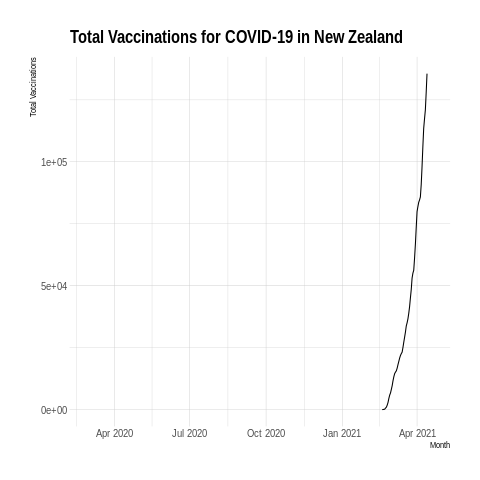 Total Vaccinations for COVID-19 in New Zealand
Total Vaccinations
1e+05
5e+04
0e+00
Apr 2020 Jul 2020 Oct 2020 Jan 2021 Apr 2021
Month